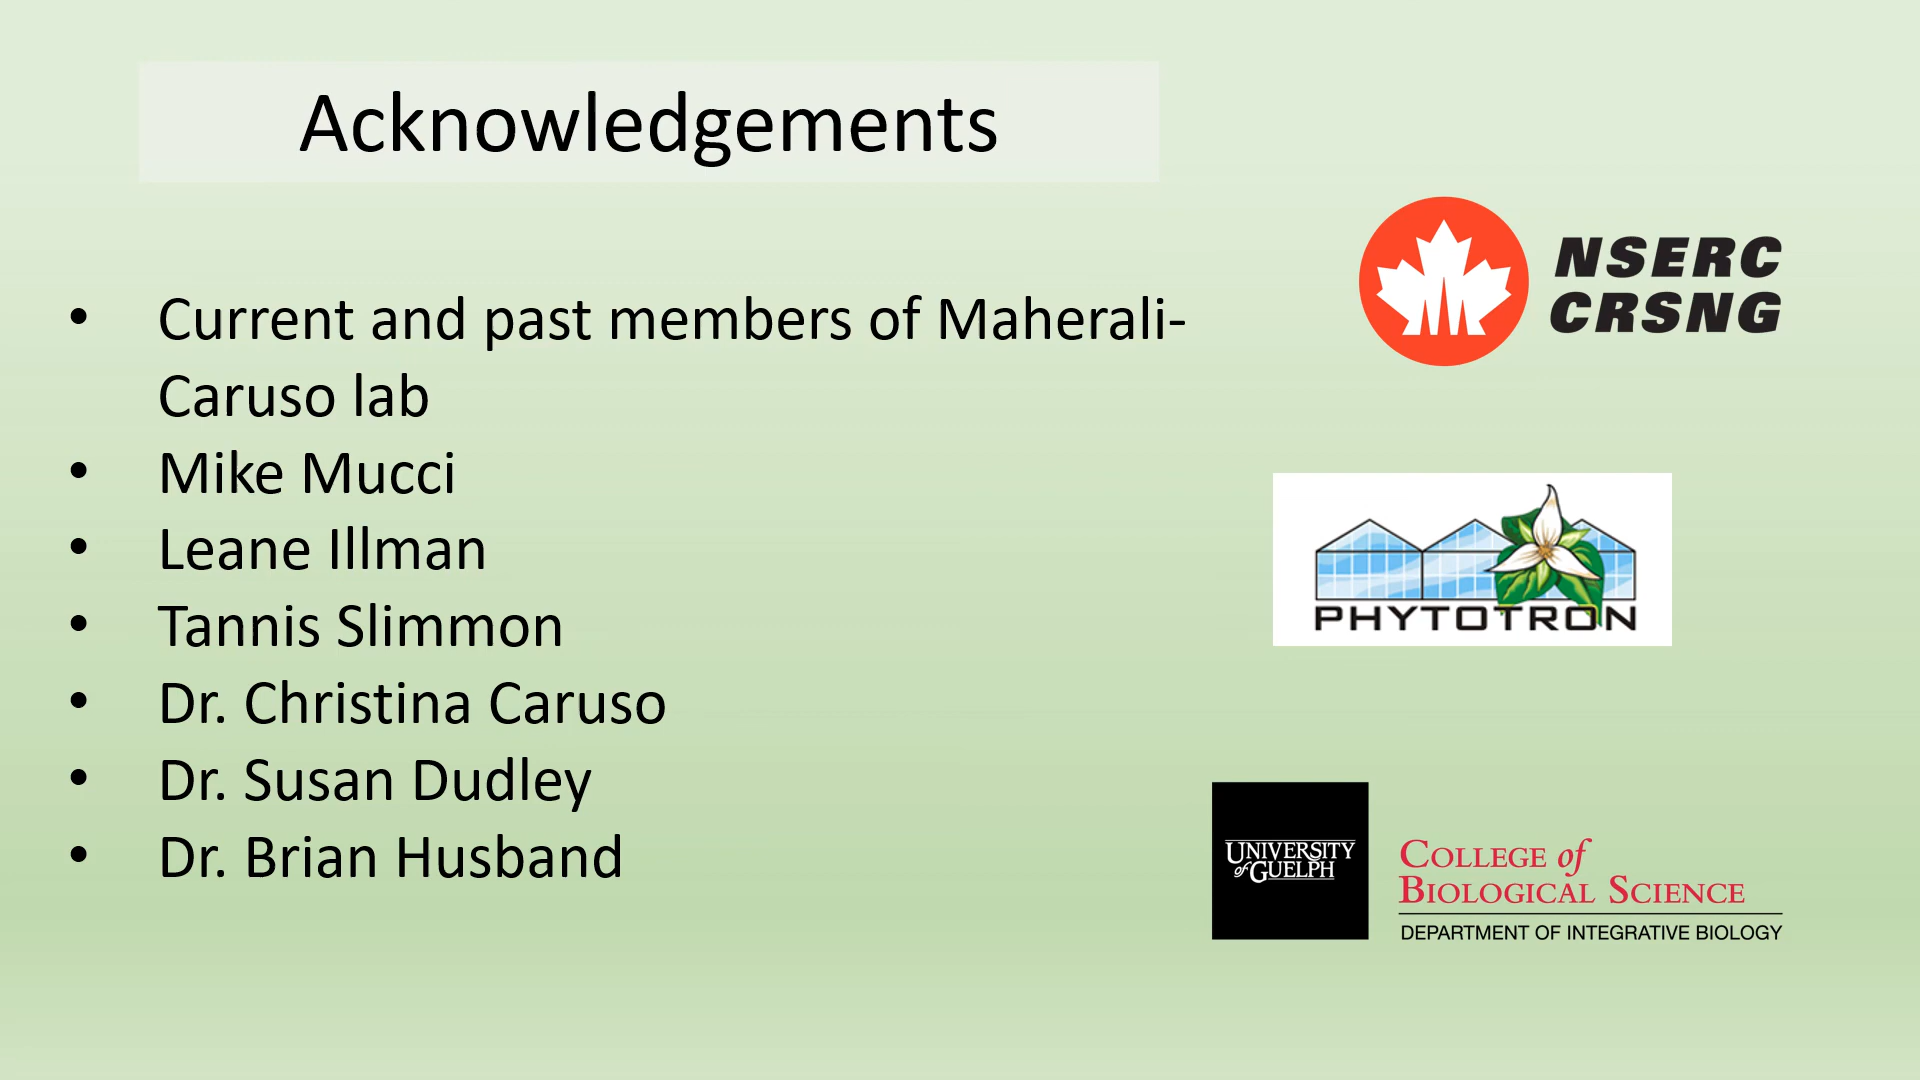 Acknowledgements
• Current and past members of Maherali-
Caruso lab
• Mike Mucci
• Leane Illman
• Tannis Slimmon
• Dr. Christina Caruso
• Dr. Susan Dudley
• Dr. Brian Husband
NSERC
CRSNG
PHYTOTRON
UNIVERSITY
of GUELPH
COLLEGE of
BIOLOGICAL SCIENCE
DEPARTMENT OF INTEGRATIVE BIOLOGY